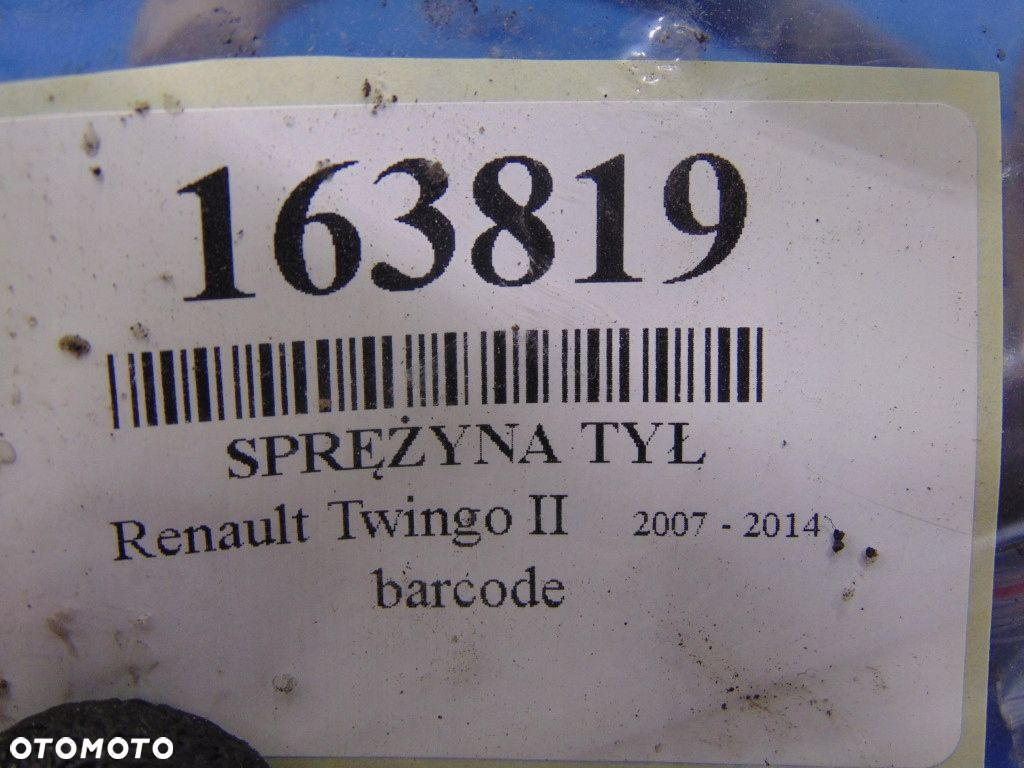 163819
SPRĘŻYNA TYŁ
Renault Twingo II 2007 - 2014
barcode
OTOMOTO